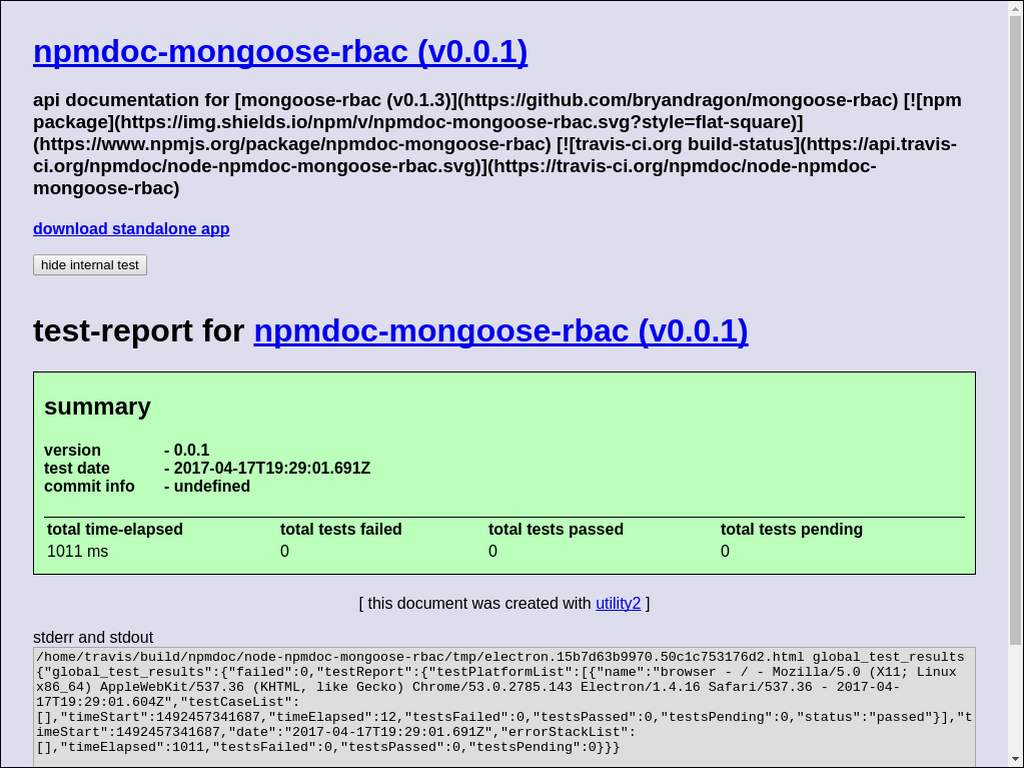 npmdoc-mongoose-rbac (v0.0.1)
api documentation for [mongoose-rbac (v0.1.3)](https://github.com/bryandragon/mongoose-rbac) [![npm
package](https://img.shields.io/npm/v/npmdoc-mongoose-rbac.svg?style=flat-square)]
(https://www.npmjs.org/package/npmdoc-mongoose-rbac) [![travis-ci.org build-status](https://api.travis-
ci.org/npmdoc/node-npmdoc-mongoose-rbac.svg)](https://travis-ci.org/npmdoc/node-npmdoc-
mongoose-rbac)
download standalone app
hide internal test
test-report for npmdoc-mongoose-rbac (v0.0.1)
summary
version - 0.0.1
test date - 2017-04-17T19:29:01.691Z
commit info - undefined
total time-elapsed total tests failed total tests passed total tests pending
1011 ms 0 0 0
[ this document was created with utility2 ]
stderr and stdout
/home/travis/build/npmdoc/node-npmdoc-mongoose-rbac/tmp/electron.15b7d63b9970.50c1c753176d2.html global_test_results
{"global_test_results":{"failed":0,"testReport":{"testPlatformList":[{"name":"browser - / - Mozilla/5.0 (X11; Linux
x86_64) AppleWebKit/537.36 (KHTML, like Gecko) Chrome/53.0.2785.143 Electron/1.4.16 Safari/537.36 - 2017-04-
17T19:29:01.604Z","testCaseList":
[],"timeStart":1492457341687,"timeElapsed":12,"testsFailed":0,"testsPassed":0,"testsPending":0,"status":"passed"}],"t
imeStart":1492457341687,"date":"2017-04-17T19:29:01.691Z","errorStackList":
[],"timeElapsed":1011,"testsFailed":0,"testsPassed":0,"testsPending":0}}}